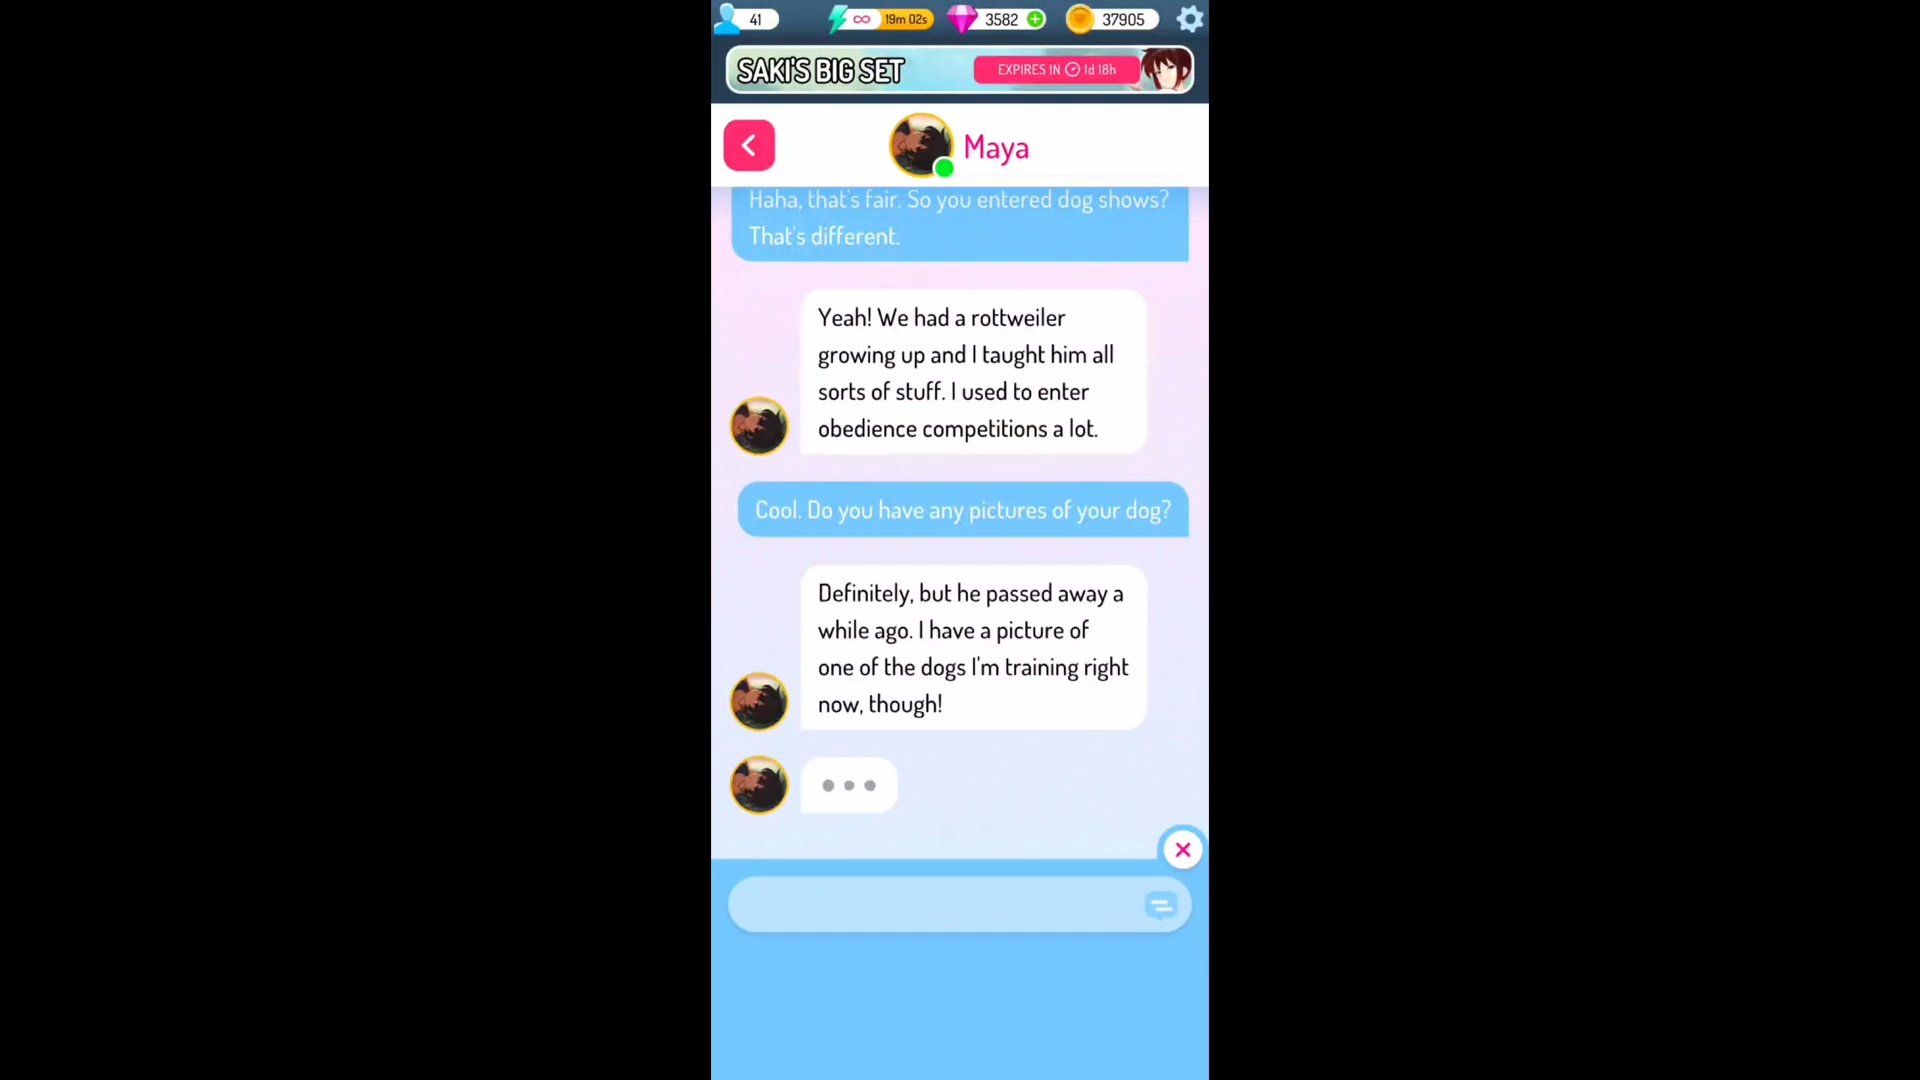 41
∞ 19m 02s
3582
37905
SAKI'S BIG SET
EXPIRES IN 1d 18h
Maya
Haha, that's fair. So you entered dog shows?
That's different.
Yeah! We had a rottweiler
growing up and I taught him all
sorts of stuff. I used to enter
obedience competitions a lot.
Cool. Do you have any pictures of your dog?
Definitely, but he passed away a
while ago. I have a picture of
one of the dogs I'm training right
now, though!